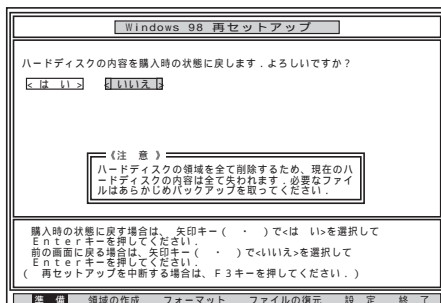 Windows 98 再セットアップ
ハードディスクの内容を購入時の状態に戻します．よろしいですか？
< は い > < いいえ >
《注 意 》
ハードディスクの領域を全て削除するため、現在のハ
ードディスクの内容は全て失われます．必要なファイ
ルはあらかじめバックアップを取ってください．
購入時の状態に戻す場合は、矢印キー( ・ )で<は い>を選択して
Enterキーを押してください．
前の画面に戻る場合は、矢印キー( ・ )で<いいえ>を選択して
Enterキーを押してください．
( 再セットアップを中断する場合は、F3キーを押してください．)
準 備 領域の作成 フォーマット ファイルの復元 設 定 終 了